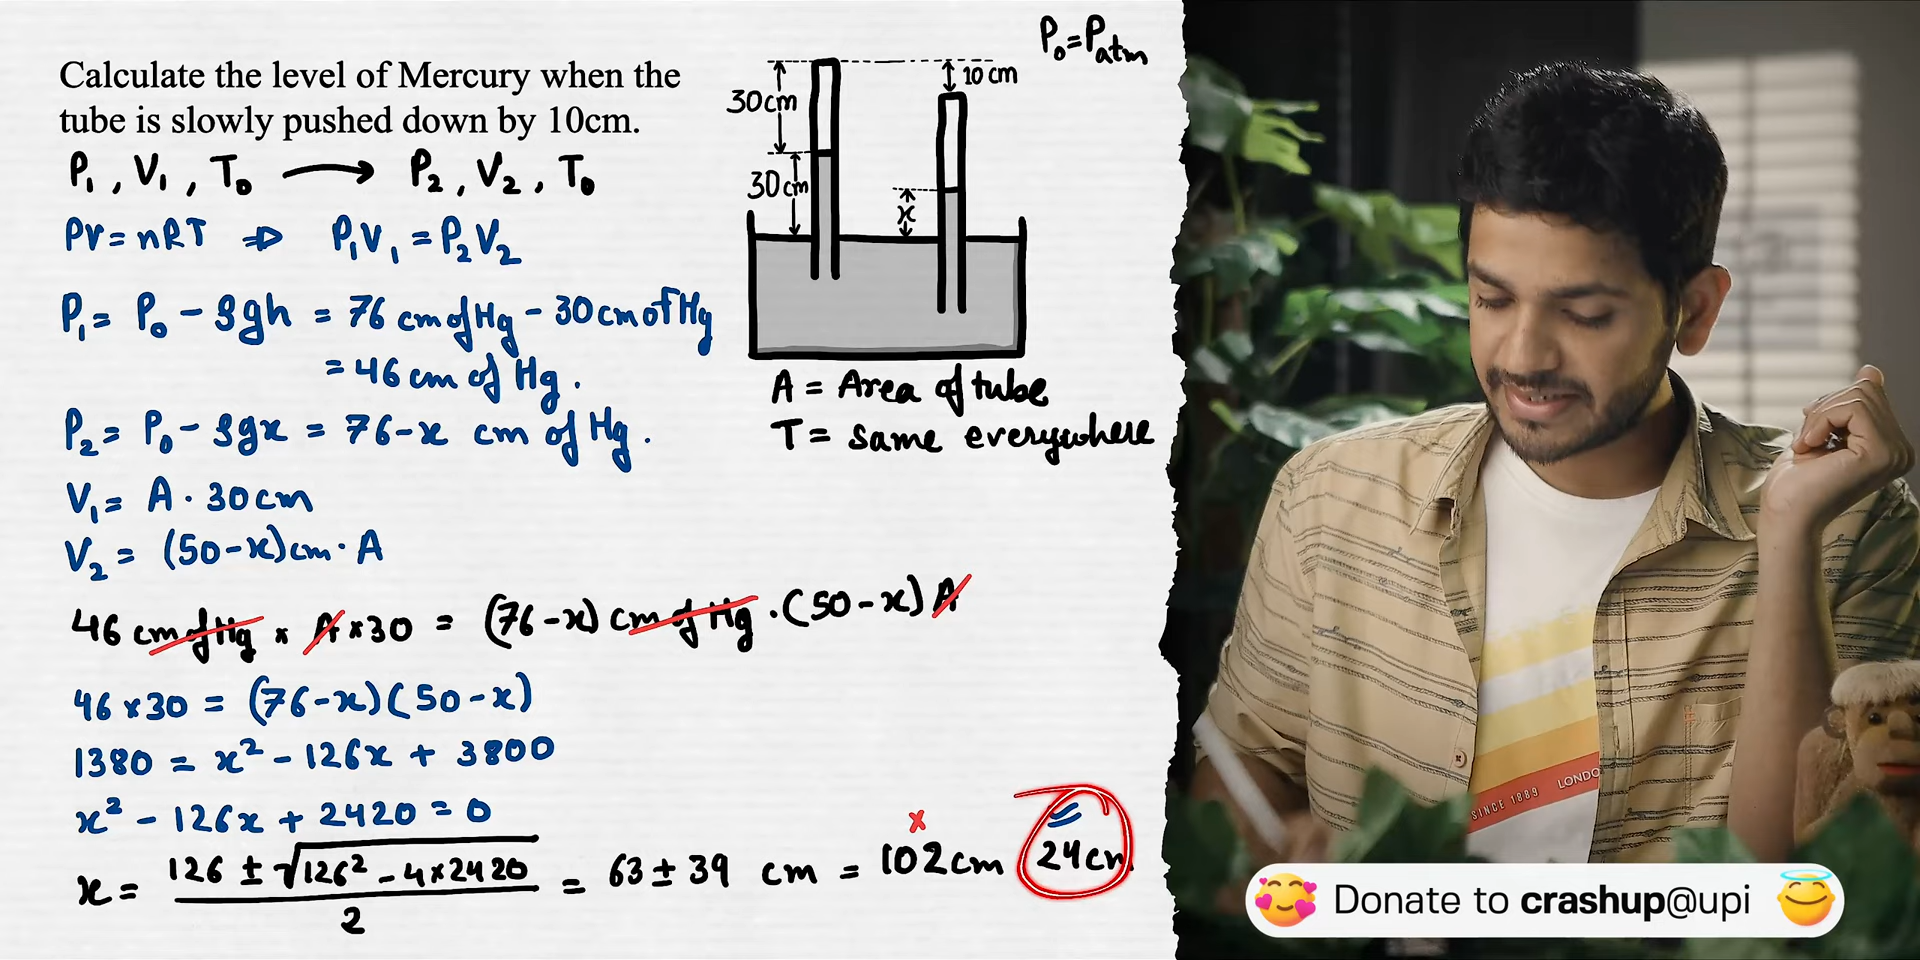 Calculate the level of Mercury when the
tube is slowly pushed down by 10cm.
P₁, V₁, T₀ ⟶ P₂, V₂, T₀
PV = nRT ⇒ P₁V₁ = P₂V₂
P₁ = P₀ - ρgh = 76 cm of Hg - 30 cm of Hg
= 46 cm of Hg.
P₂ = P₀ - ρgx = 76-x cm of Hg.
V₁ = A · 30cm
V₂ = (50-x)cm · A
46 cm of Hg × A × 30 = (76-x) cm of Hg · (50-x) A
46 × 30 = (76-x)(50-x)
1380 = x² - 126x + 3800
x² - 126x + 2420 = 0
x = (126 ± √(126² - 4×2420)) / 2 = 63 ± 39 cm = 102cm 24cm
x
P₀ = Patm
30cm
10 cm
30cm
x
A = Area of tube
T = same everywhere
SINCE 1889 LONDO
Donate to crashup@upi